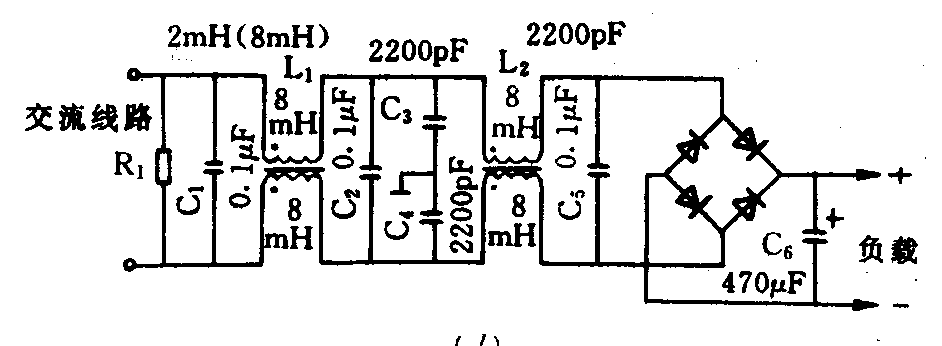 2mH(8mH)
2200pF
2200pF
L₁
L₂
8
mH
8
mH
交流线路
R₁
C₁
0.1μF
C₂
0.1μF
C₃
C₄
2200pF
C₅
0.1μF
8
mH
8
mH
C₆
+
470μF
+
负载
−
(d)